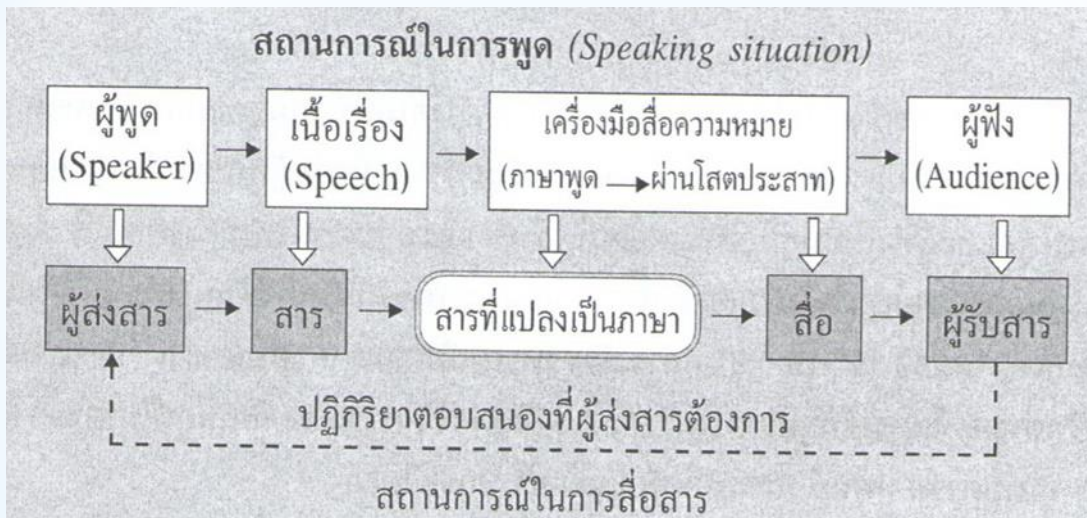 สถานการณ์ในการพูด (Speaking situation)
ผู้พูด
(Speaker)
เนื้อเรื่อง
(Speech)
เครื่องมือสื่อความหมาย
(ภาษาพูด → ผ่านโสตประสาท)
ผู้ฟัง
(Audience)
ผู้ส่งสาร
สาร
สารที่แปลงเป็นภาษา
สื่อ
ผู้รับสาร
ปฏิกิริยาตอบสนองที่ผู้ส่งสารต้องการ
สถานการณ์ในการสื่อสาร